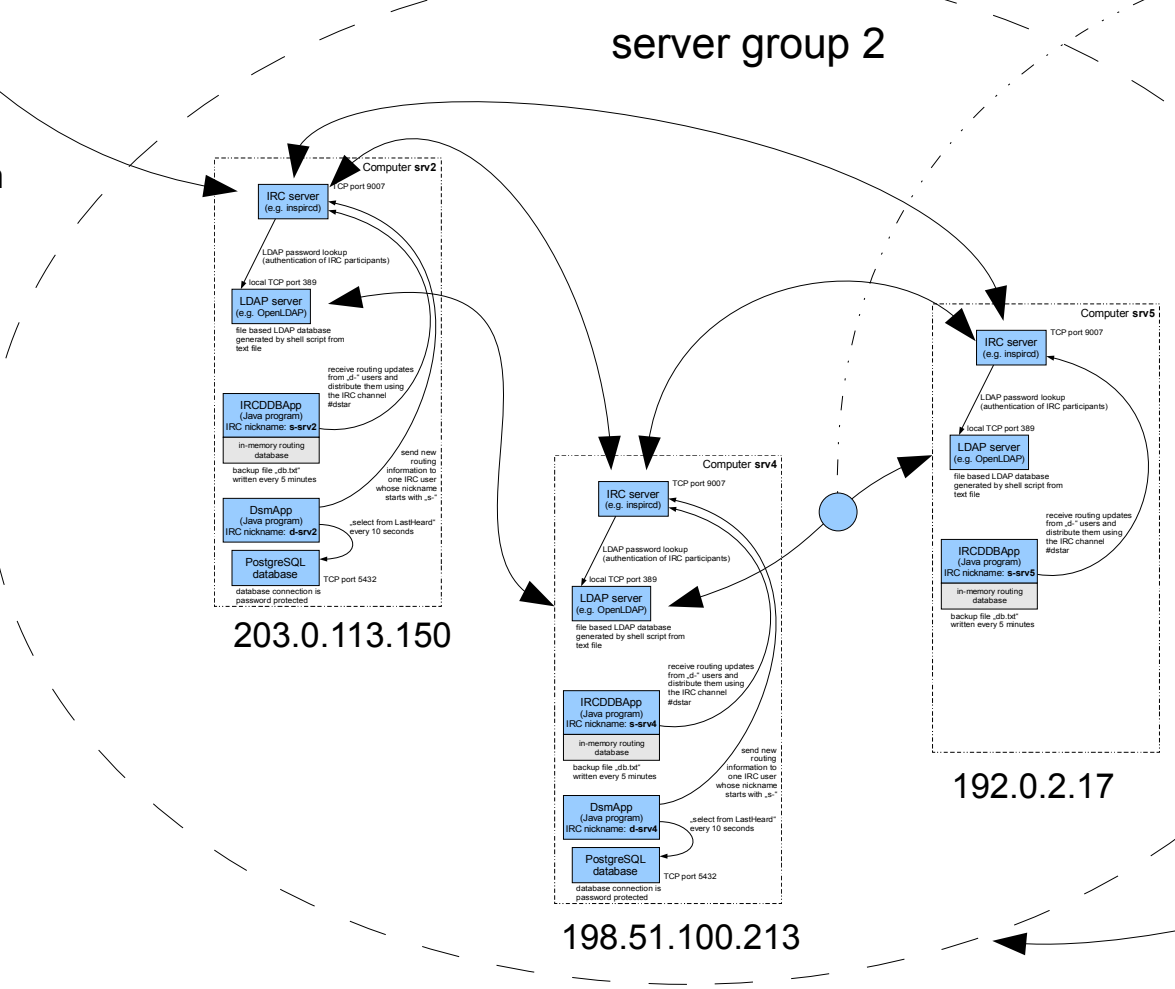 server group 2
Computer srv2
TCP port 9007
IRC server
(e.g. inspircd)
LDAP password lookup
(authentication of IRC participants)
local TCP port 389
LDAP server
(e.g. OpenLDAP)
file based LDAP database
generated by shell script from
text file
receive routing updates
from „d-“ users and
distribute them using
the IRC channel
#dstar
IRCDDBApp
(Java program)
IRC nickname: s-srv2
in-memory routing
database
backup file „db.txt“
written every 5 minutes
send new
routing
information to
one IRC user
whose nickname
starts with „s-“
DsmApp
(Java program)
IRC nickname: d-srv2
„select from LastHeard“
every 10 seconds
PostgreSQL
database
TCP port 5432
database connection is
password protected
203.0.113.150
Computer srv4
TCP port 9007
IRC server
(e.g. inspircd)
LDAP password lookup
(authentication of IRC participants)
local TCP port 389
LDAP server
(e.g. OpenLDAP)
file based LDAP database
generated by shell script from
text file
receive routing updates
from „d-“ users and
distribute them using
the IRC channel
#dstar
IRCDDBApp
(Java program)
IRC nickname: s-srv4
in-memory routing
database
backup file „db.txt“
written every 5 minutes
send new
routing
information to
one IRC user
whose nickname
starts with „s-“
DsmApp
(Java program)
IRC nickname: d-srv4
„select from LastHeard“
every 10 seconds
PostgreSQL
database
TCP port 5432
database connection is
password protected
198.51.100.213
Computer srv5
TCP port 9007
IRC server
(e.g. inspircd)
LDAP password lookup
(authentication of IRC participants)
local TCP port 389
LDAP server
(e.g. OpenLDAP)
file based LDAP database
generated by shell script from
text file
receive routing updates
from „d-“ users and
distribute them using
the IRC channel
#dstar
IRCDDBApp
(Java program)
IRC nickname: s-srv5
in-memory routing
database
backup file „db.txt“
written every 5 minutes
192.0.2.17